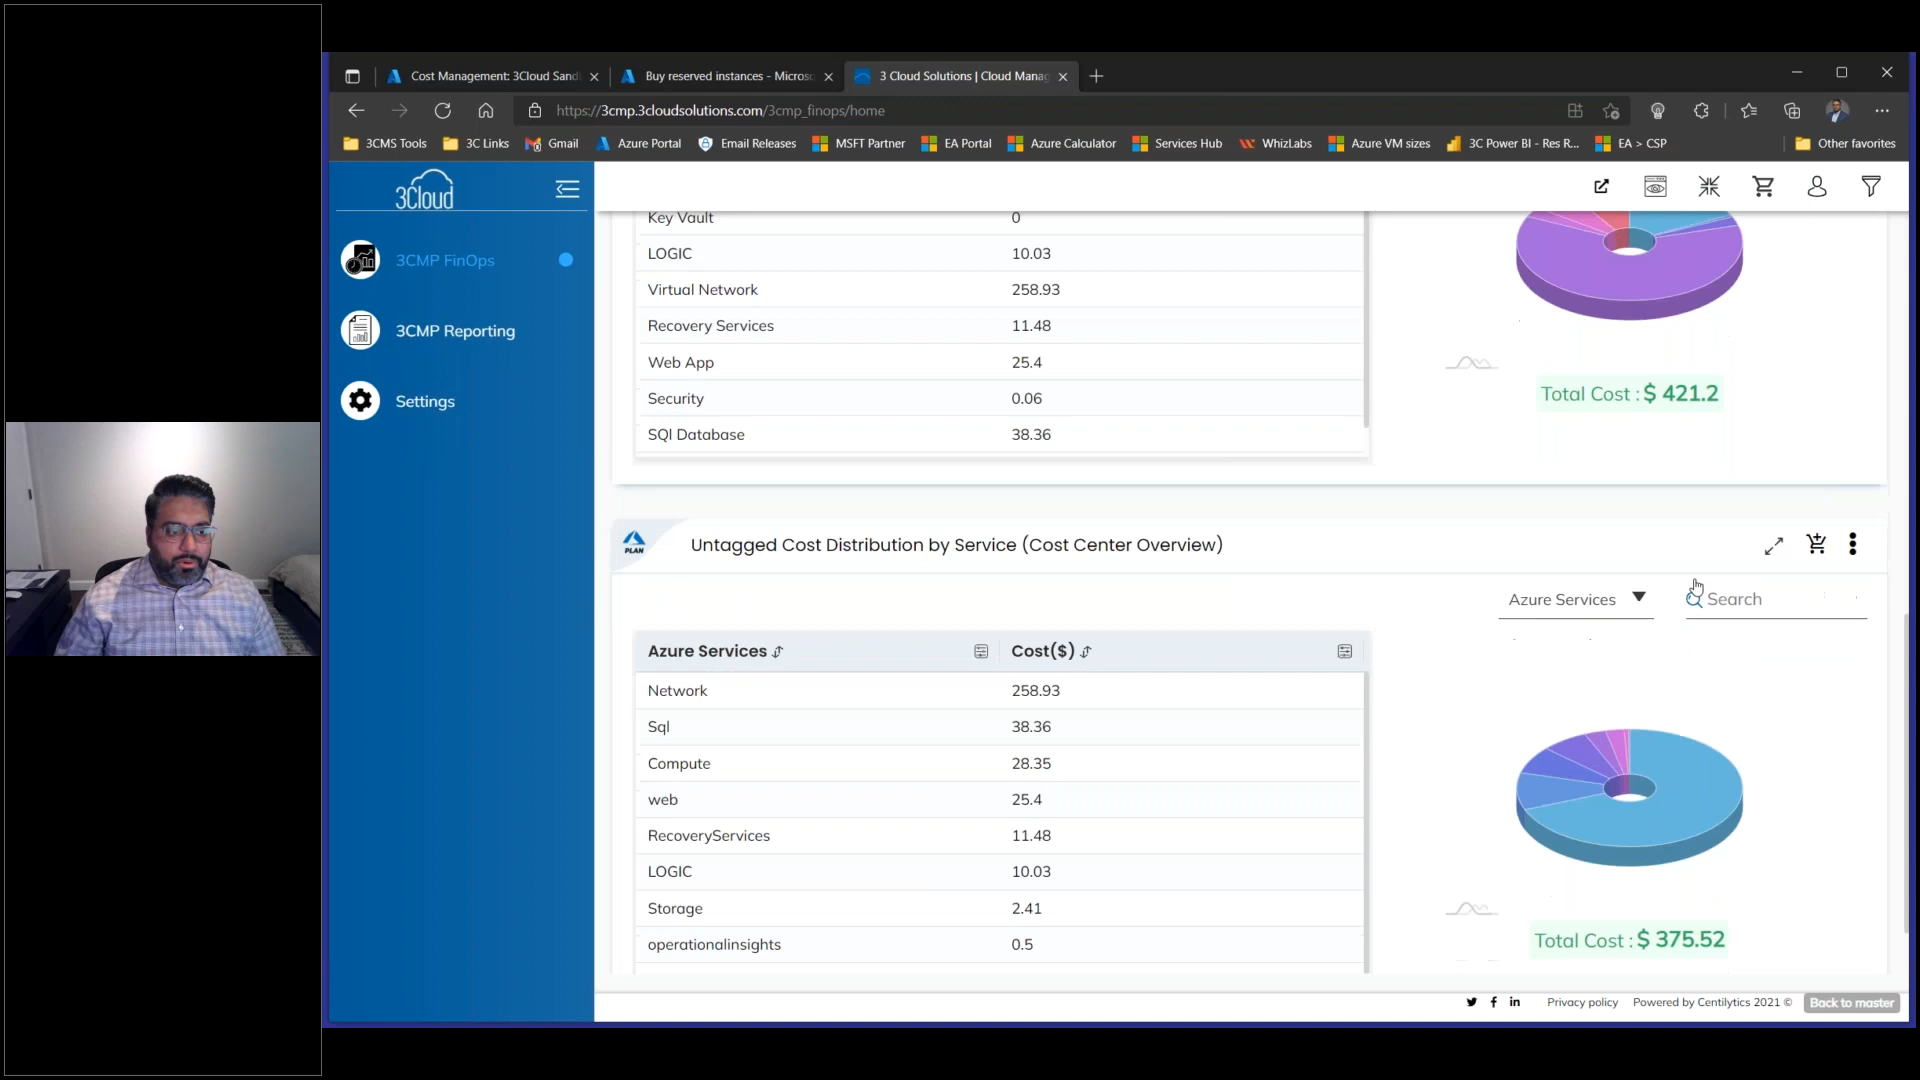 Cost Management: 3Cloud Sand
Buy reserved instances - Microso
3 Cloud Solutions | Cloud Manag
https://3cmp.3cloudsolutions.com/3cmp_finops/home
3CMS Tools
3C Links
Gmail
Azure Portal
Email Releases
MSFT Partner
EA Portal
Azure Calculator
Services Hub
WhizLabs
Azure VM sizes
3C Power BI - Res R...
EA > CSP
Other favorites
3Cloud
3CMP FinOps
3CMP Reporting
Settings
Key Vault 0
LOGIC 10.03
Virtual Network 258.93
Recovery Services 11.48
Web App 25.4
Security 0.06
SQl Database 38.36
Total Cost : $ 421.2
PLAN
Untagged Cost Distribution by Service (Cost Center Overview)
Azure Services
Search
Azure Services Cost($)
Network 258.93
Sql 38.36
Compute 28.35
web 25.4
RecoveryServices 11.48
LOGIC 10.03
Storage 2.41
operationalinsights 0.5
Total Cost : $ 375.52
Privacy policy
Powered by Centilytics 2021 ©
Back to master